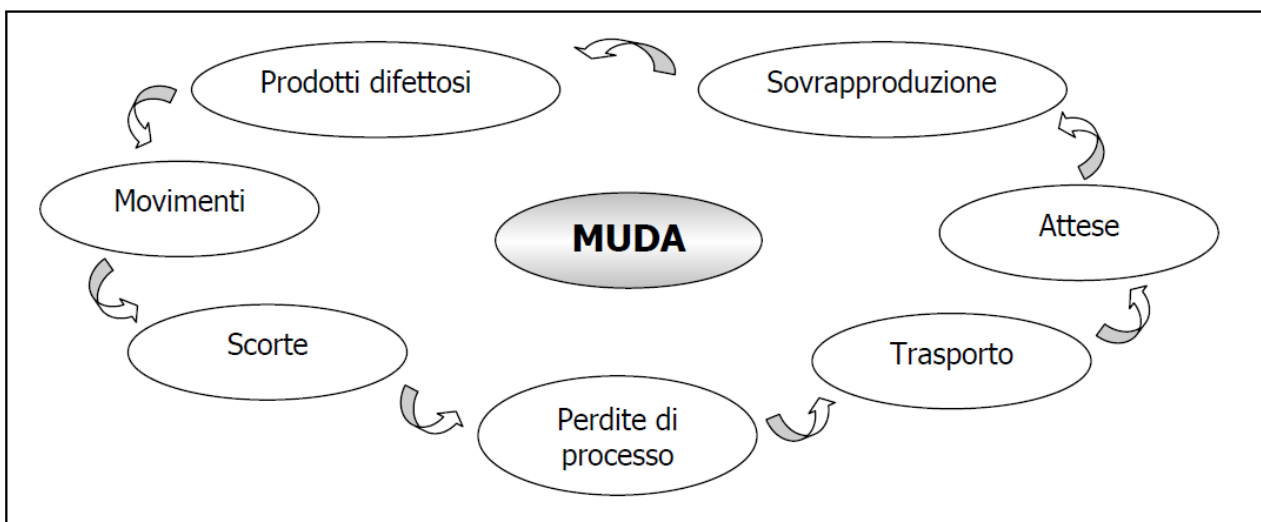 Prodotti difettosi
Sovrapproduzione
Movimenti
MUDA
Attese
Scorte
Trasporto
Perdite di
processo